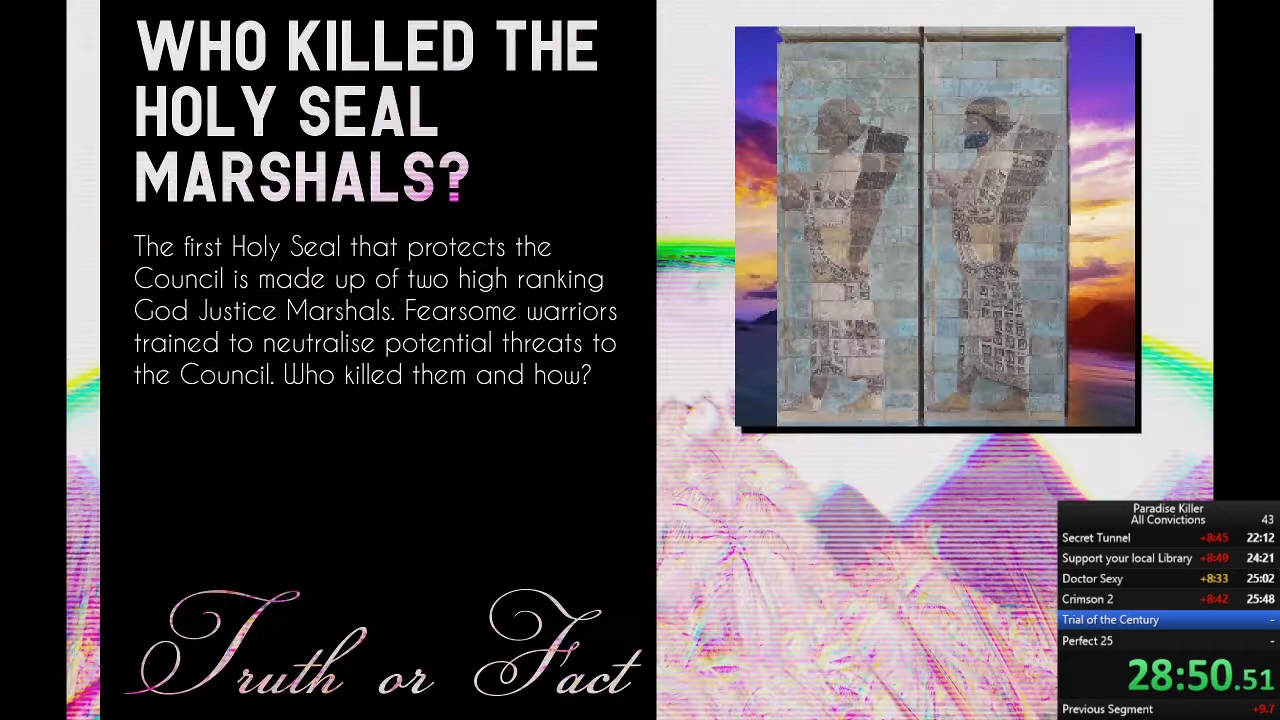 WHO KILLED THE
HOLY SEAL
MARSHALS?
The first Holy Seal that protects the
Council is made up of two high ranking
God Justice Marshals. Fearsome warriors
trained to neutralise potential threats to
the Council. Who killed them and how?
Truth or Fact
Paradise Killer
All Convictions 43
Secret Tunnel +8:45 22:12
Support your local Library +8:49 24:21
Doctor Sexy +8:33 25:02
Crimson 2 +8:42 25:48
Trial of the Century -
Perfect 25 -
28:50.51
Previous Segment +9.7